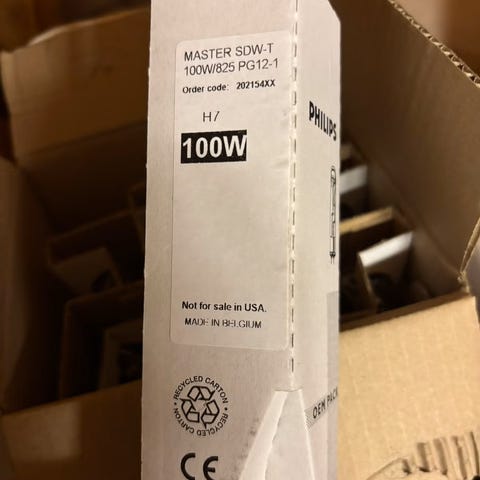 MASTER SDW-T
100W/825 PG12-1
Order code: 202154XX
H7
100W
Not for sale in USA.
MADE IN BELGIUM
PHILIPS
OEM PACK
RECYCLED CARTON • RECYCLED CARTON •
CE